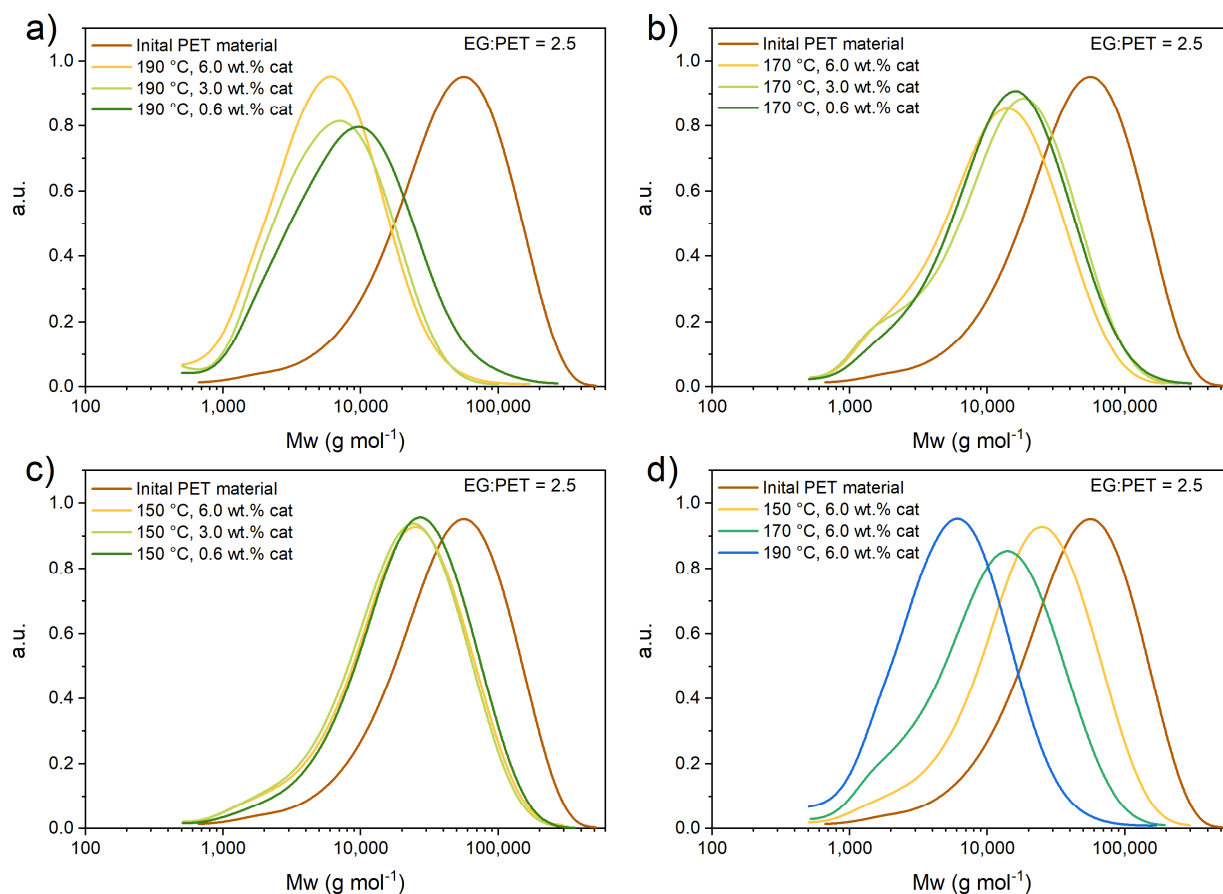 a)
Inital PET material
190 °C, 6.0 wt.% cat
190 °C, 3.0 wt.% cat
190 °C, 0.6 wt.% cat
EG:PET = 2.5
1.0
0.8
0.6
0.4
0.2
0.0
a.u.
100
1,000
10,000
100,000
Mw (g mol⁻¹)
b)
Inital PET material
170 °C, 6.0 wt.% cat
170 °C, 3.0 wt.% cat
170 °C, 0.6 wt.% cat
EG:PET = 2.5
1.0
0.8
0.6
0.4
0.2
0.0
a.u.
100
1,000
10,000
100,000
Mw (g mol⁻¹)
c)
Inital PET material
150 °C, 6.0 wt.% cat
150 °C, 3.0 wt.% cat
150 °C, 0.6 wt.% cat
EG:PET = 2.5
1.0
0.8
0.6
0.4
0.2
0.0
a.u.
100
1,000
10,000
100,000
Mw (g mol⁻¹)
d)
Inital PET material
150 °C, 6.0 wt.% cat
170 °C, 6.0 wt.% cat
190 °C, 6.0 wt.% cat
EG:PET = 2.5
1.0
0.8
0.6
0.4
0.2
0.0
a.u.
100
1,000
10,000
100,000
Mw (g mol⁻¹)